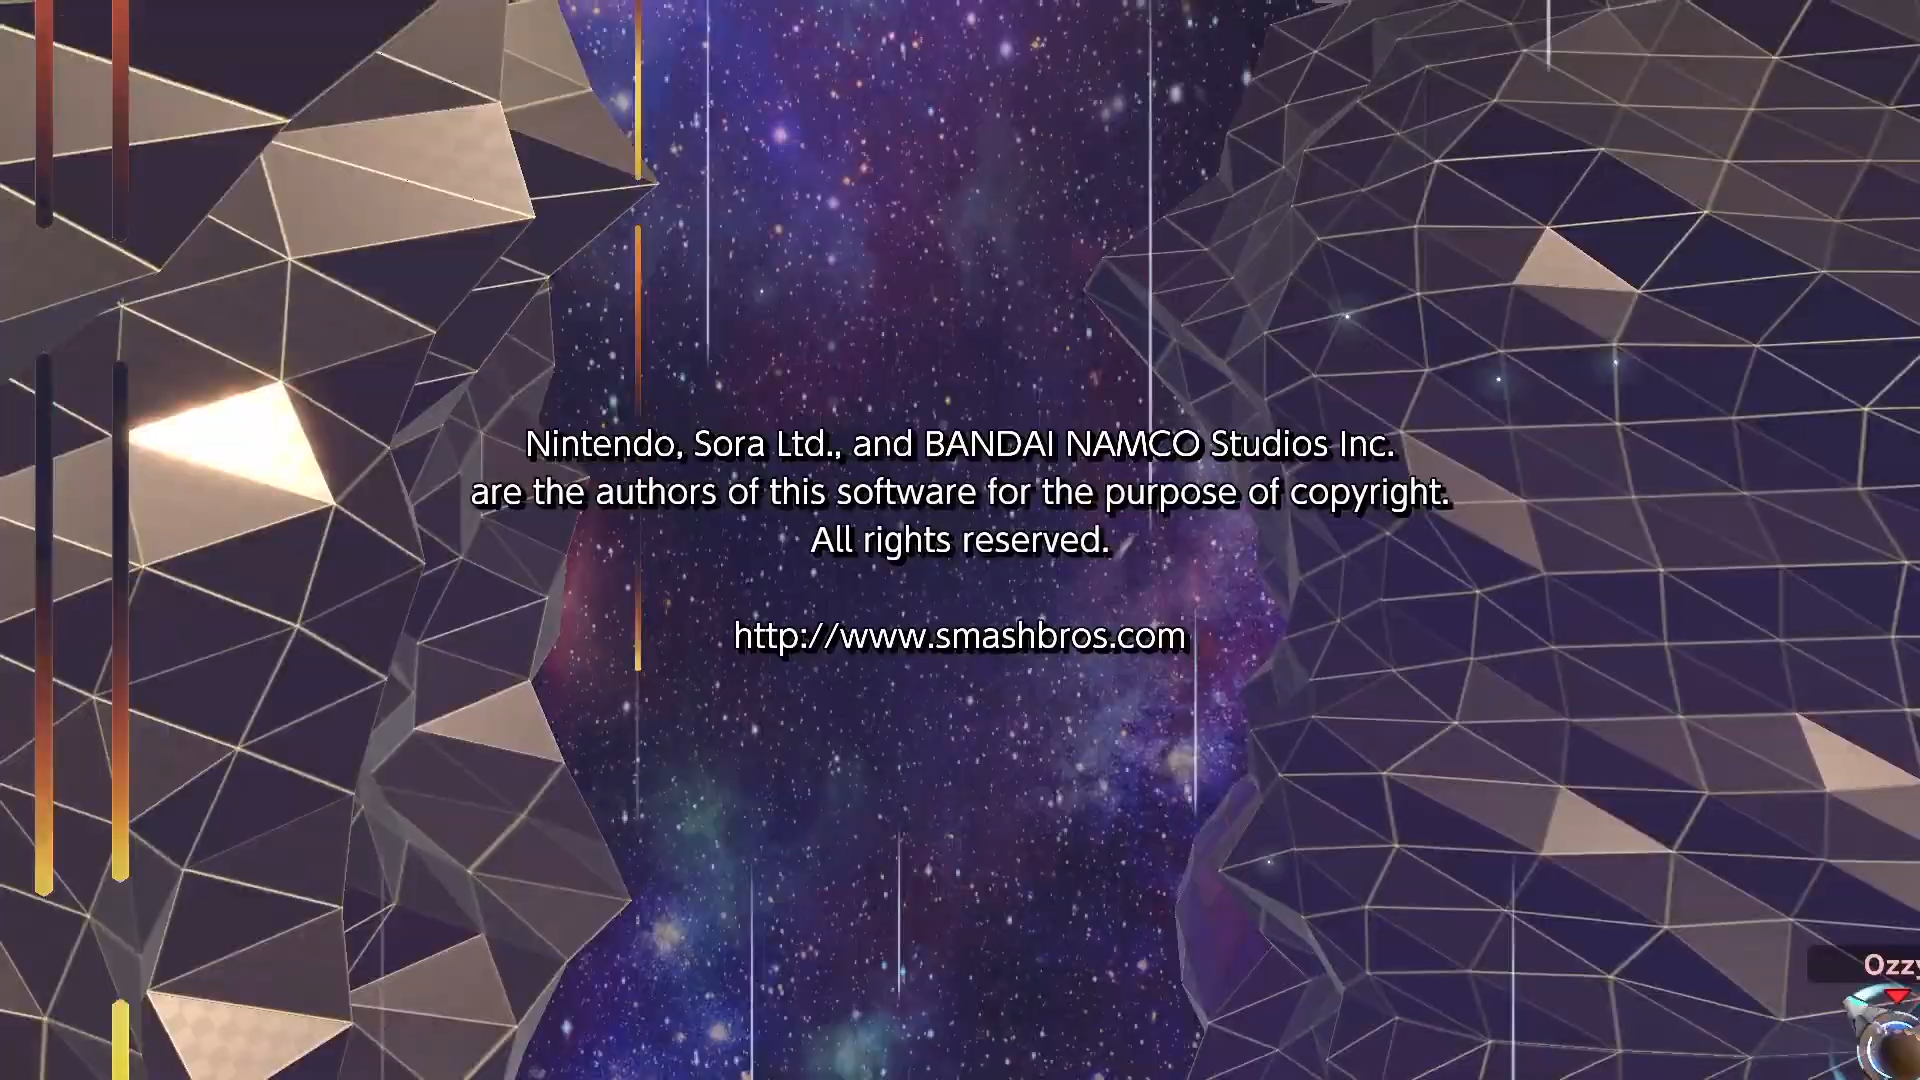 Nintendo, Sora Ltd., and BANDAI NAMCO Studios Inc.
are the authors of this software for the purpose of copyright.
All rights reserved.
http://www.smashbros.com